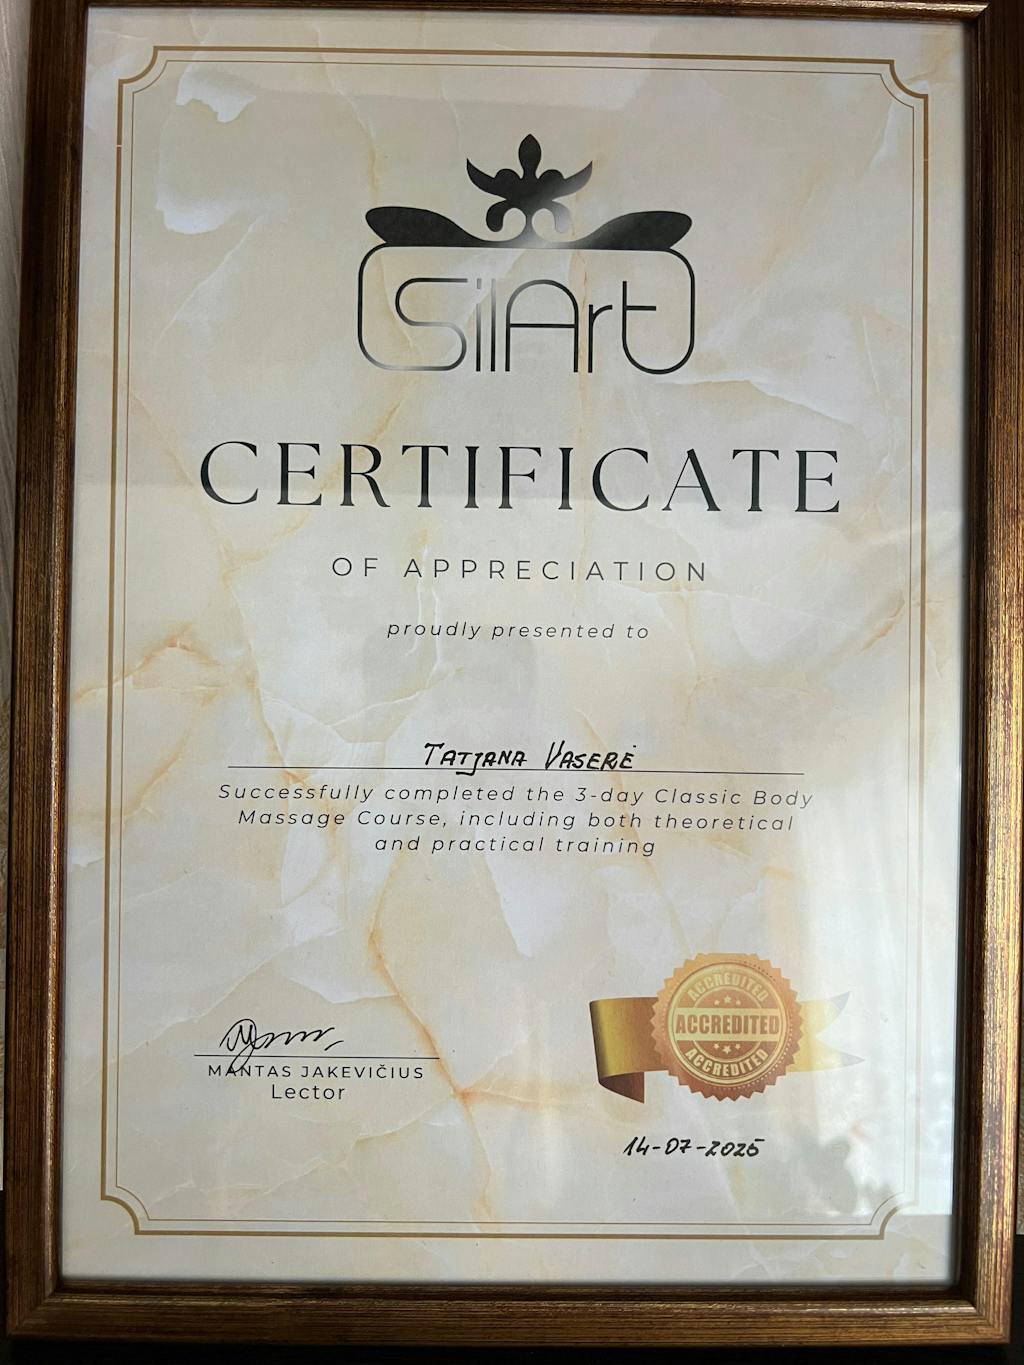 SilArt
CERTIFICATE
OF APPRECIATION
proudly presented to
TATJANA VASERĖ
Successfully completed the 3-day Classic Body
Massage Course, including both theoretical
and practical training
ACCREDITED
ACCREDITED
ACCREDITED
MANTAS JAKEVIČIUS
Lector
14-07-2025